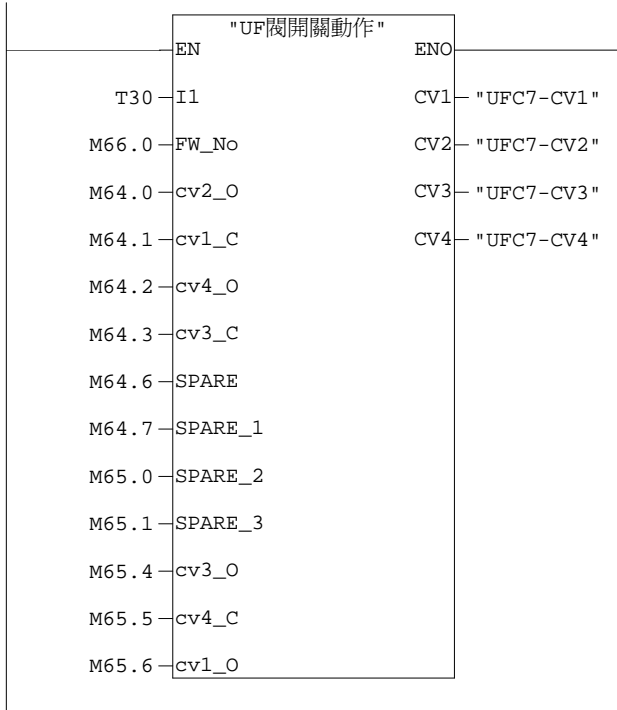 "UF閥開關動作"
EN ENO
T30 I1 CV1 "UFC7-CV1"
M66.0 FW_No CV2 "UFC7-CV2"
M64.0 cv2_O CV3 "UFC7-CV3"
M64.1 cv1_C CV4 "UFC7-CV4"
M64.2 cv4_O
M64.3 cv3_C
M64.6 SPARE
M64.7 SPARE_1
M65.0 SPARE_2
M65.1 SPARE_3
M65.4 cv3_O
M65.5 cv4_C
M65.6 cv1_O